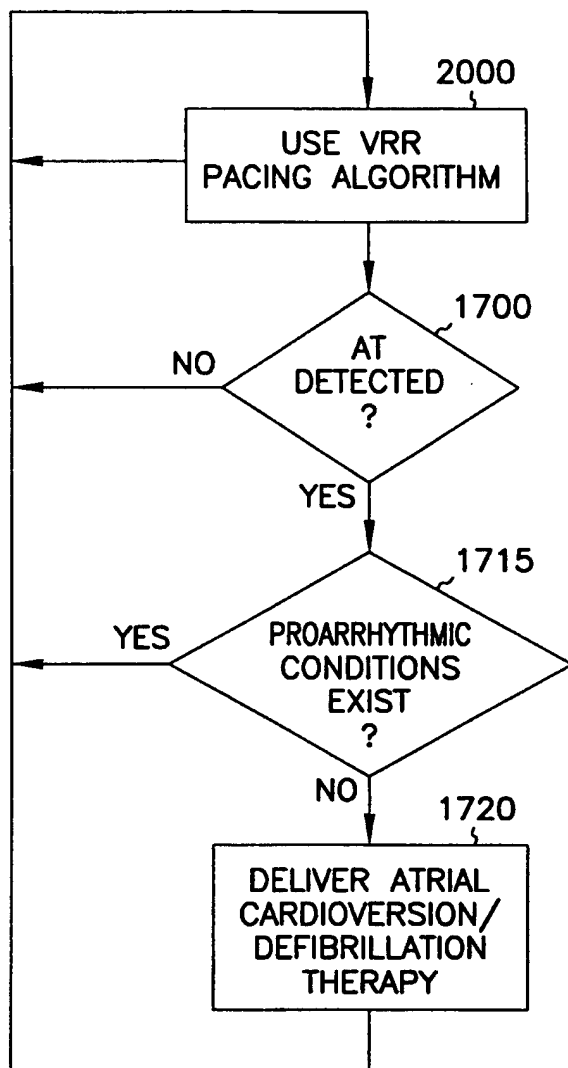 2000
USE VRR
PACING ALGORITHM
1700
AT
DETECTED
?
NO
YES
1715
PROARRHYTHMIC
CONDITIONS
EXIST
?
YES
NO
1720
DELIVER ATRIAL
CARDIOVERSION/
DEFIBRILLATION
THERAPY